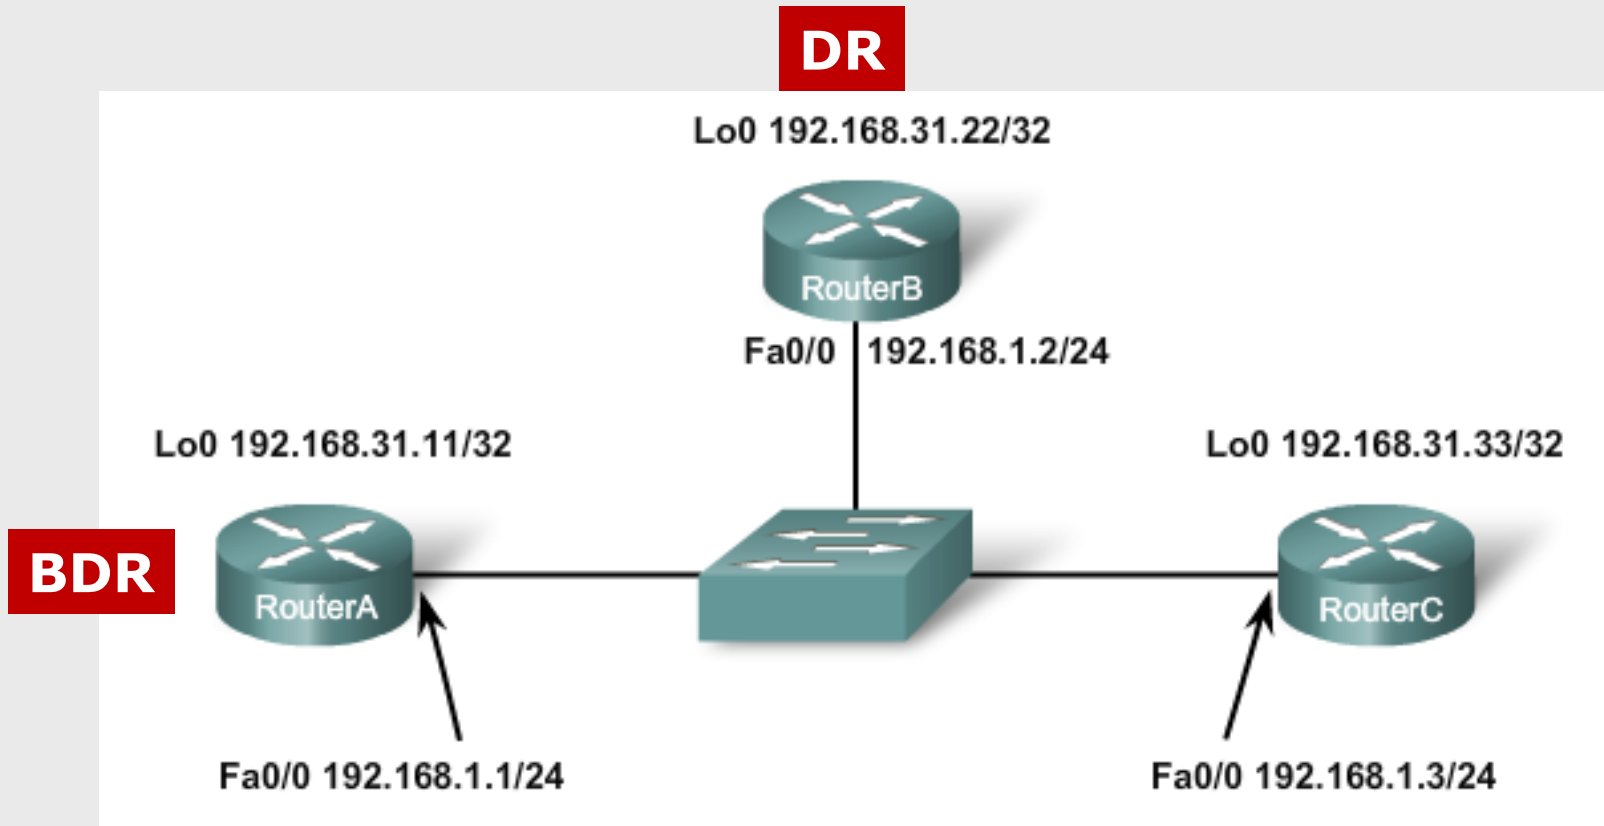 DR
Lo0 192.168.31.22/32
RouterB
Fa0/0 192.168.1.2/24
Lo0 192.168.31.11/32
Lo0 192.168.31.33/32
BDR
RouterA
RouterC
Fa0/0 192.168.1.1/24
Fa0/0 192.168.1.3/24